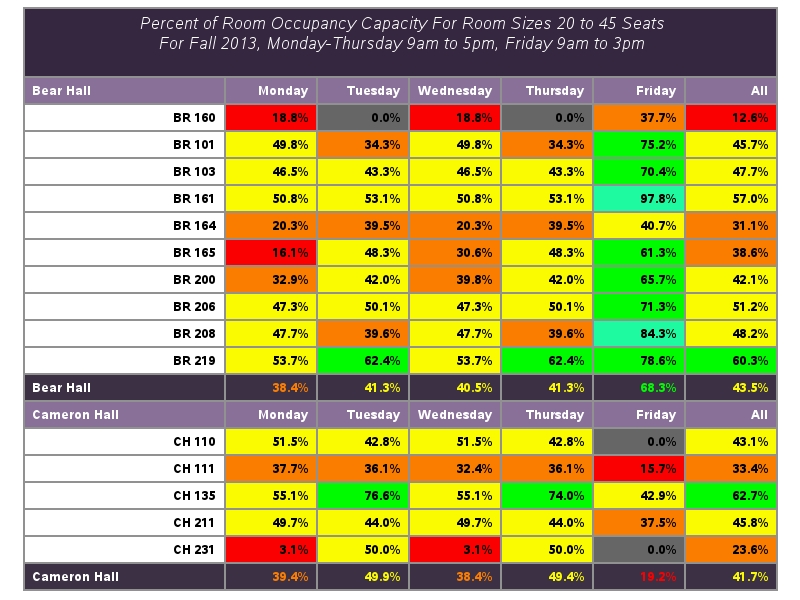 Percent of Room Occupancy Capacity For Room Sizes 20 to 45 Seats
For Fall 2013, Monday-Thursday 9am to 5pm, Friday 9am to 3pm
Bear Hall Monday Tuesday Wednesday Thursday Friday All
BR 160 18.8% 0.0% 18.8% 0.0% 37.7% 12.6%
BR 101 49.8% 34.3% 49.8% 34.3% 75.2% 45.7%
BR 103 46.5% 43.3% 46.5% 43.3% 70.4% 47.7%
BR 161 50.8% 53.1% 50.8% 53.1% 97.8% 57.0%
BR 164 20.3% 39.5% 20.3% 39.5% 40.7% 31.1%
BR 165 16.1% 48.3% 30.6% 48.3% 61.3% 38.6%
BR 200 32.9% 42.0% 39.8% 42.0% 65.7% 42.1%
BR 206 47.3% 50.1% 47.3% 50.1% 71.3% 51.2%
BR 208 47.7% 39.6% 47.7% 39.6% 84.3% 48.2%
BR 219 53.7% 62.4% 53.7% 62.4% 78.6% 60.3%
Bear Hall 38.4% 41.3% 40.5% 41.3% 68.3% 43.5%
Cameron Hall Monday Tuesday Wednesday Thursday Friday All
CH 110 51.5% 42.8% 51.5% 42.8% 0.0% 43.1%
CH 111 37.7% 36.1% 32.4% 36.1% 15.7% 33.4%
CH 135 55.1% 76.6% 55.1% 74.0% 42.9% 62.7%
CH 211 49.7% 44.0% 49.7% 44.0% 37.5% 45.8%
CH 231 3.1% 50.0% 3.1% 50.0% 0.0% 23.6%
Cameron Hall 39.4% 49.9% 38.4% 49.4% 19.2% 41.7%